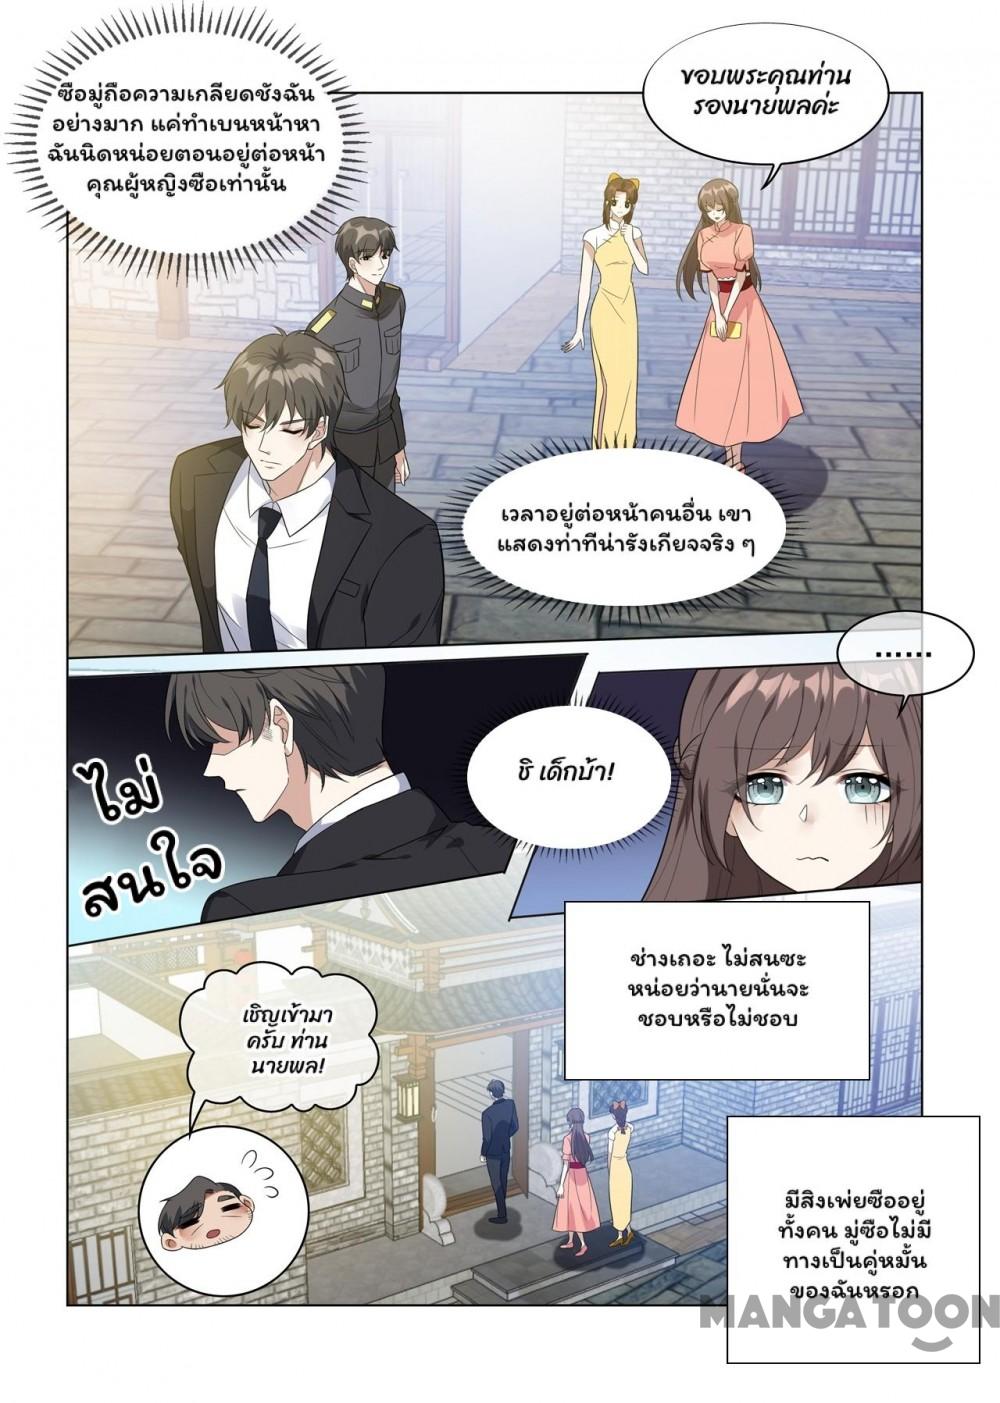 ซือมู่ถือความเกลียดชังฉัน
อย่างมาก แค่ทำเบนหน้าหา
ฉันนิดหน่อยตอนอยู่ต่อหน้า
คุณผู้หญิงซือเท่านั้น
ขอบพระคุณท่าน
รองนายพลค่ะ
เวลาอยู่ต่อหน้าคนอื่น เขา
แสดงท่าทีน่ารังเกียจจริง ๆ
.......
ไม่
สนใจ
ชิ เด็กบ้า!
ช่างเถอะ ไม่สนซะ
หน่อยว่านายนั่นจะ
ชอบหรือไม่ชอบ
เชิญเข้ามา
ครับ ท่าน
นายพล!
มีสิงเฟยซืออยู่
ทั้งคน มู่ซือไม่มี
ทางเป็นคู่หมั้น
ของฉันหรอก
MANGATOON